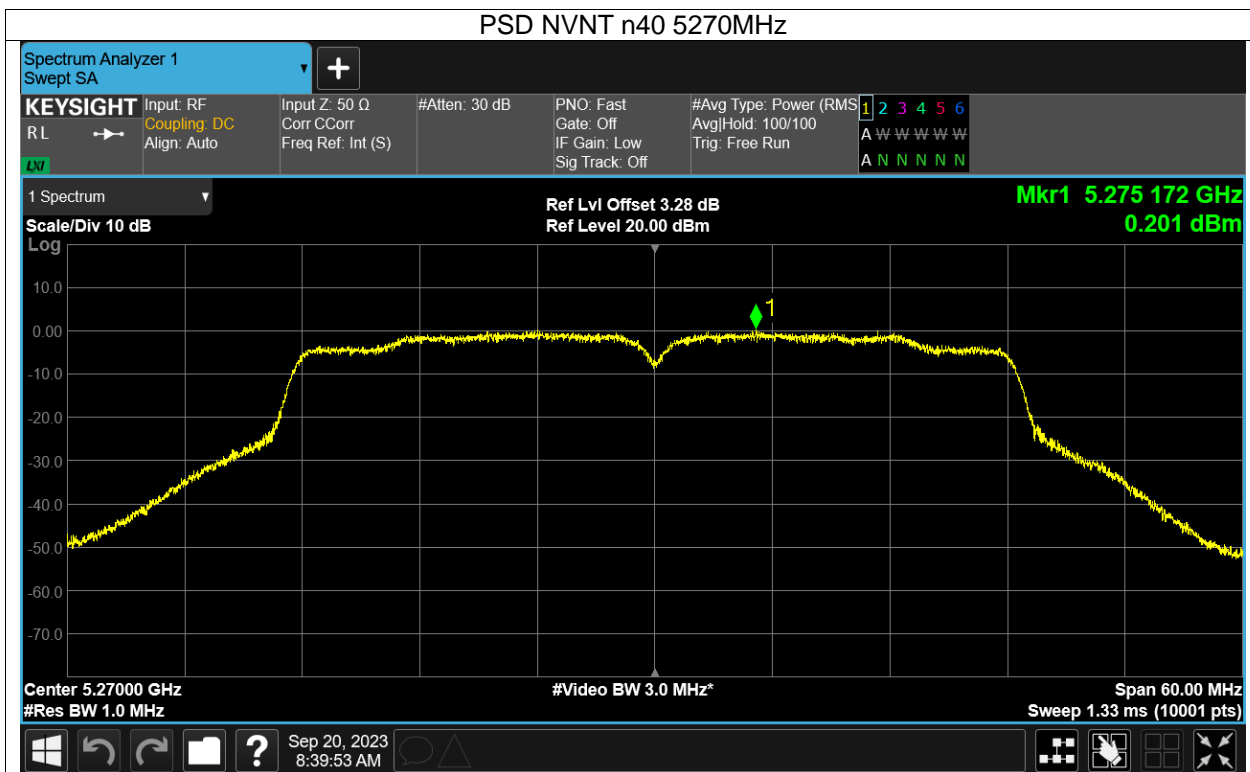 PSD NVNT n40 5270MHz
Spectrum Analyzer 1
Swept SA
KEYSIGHT
RL
LXI
Input: RF
Coupling: DC
Align: Auto
Input Z: 50 Ω
Corr CCorr
Freq Ref: Int (S)
#Atten: 30 dB
PNO: Fast
Gate: Off
IF Gain: Low
Sig Track: Off
#Avg Type: Power (RMS
Avg|Hold: 100/100
Trig: Free Run
1 2 3 4 5 6
A W W W W W
A N N N N N
1 Spectrum
Scale/Div 10 dB
Log
Ref Lvl Offset 3.28 dB
Ref Level 20.00 dBm
Mkr1 5.275 172 GHz
0.201 dBm
10.0
0.00
-10.0
-20.0
-30.0
-40.0
-50.0
-60.0
-70.0
1
Center 5.27000 GHz
#Res BW 1.0 MHz
#Video BW 3.0 MHz*
Span 60.00 MHz
Sweep 1.33 ms (10001 pts)
?
Sep 20, 2023
8:39:53 AM